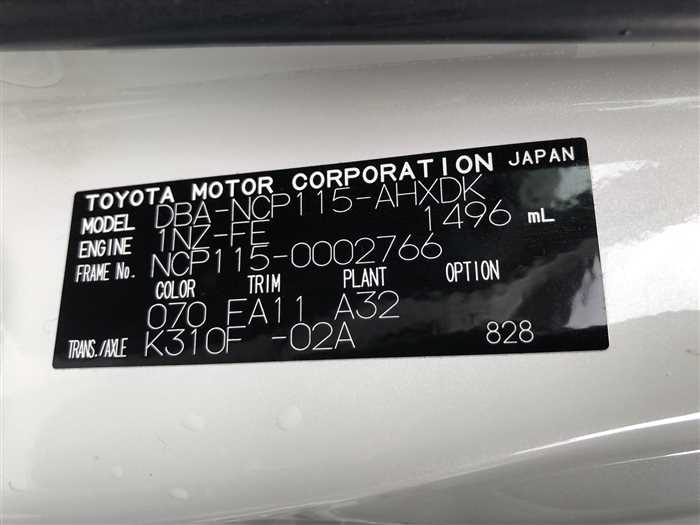 TOYOTA MOTOR CORPORATION JAPAN
MODEL DBA-NCP115-AHXDK
ENGINE 1NZ-FE 1496 mL
FRAME No. NCP115-0002766
COLOR TRIM PLANT OPTION
070 FA11 A32
TRANS./AXLE K310F -02A 828